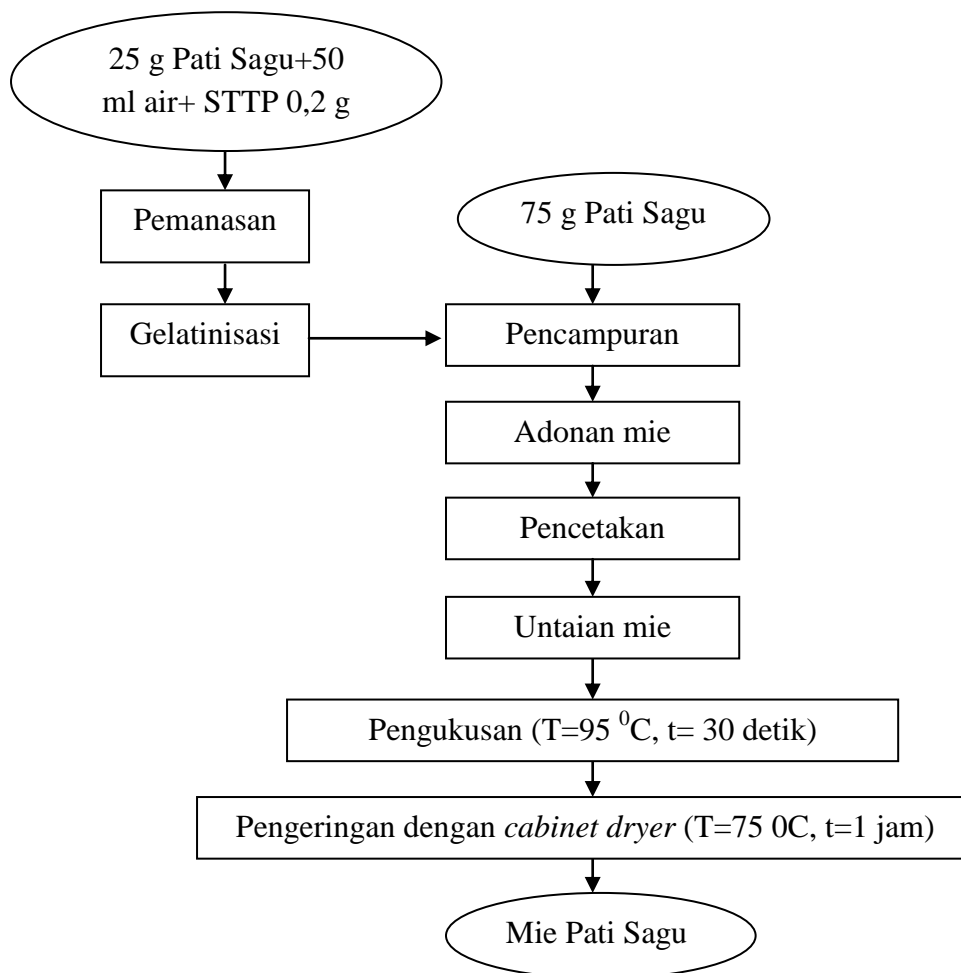 25 g Pati Sagu+50
ml air+ STTP 0,2 g
Pemanasan
75 g Pati Sagu
Gelatinisasi
Pencampuran
Adonan mie
Pencetakan
Untaian mie
Pengukusan (T=95 ⁰C, t= 30 detik)
Pengeringan dengan cabinet dryer (T=75 0C, t=1 jam)
Mie Pati Sagu